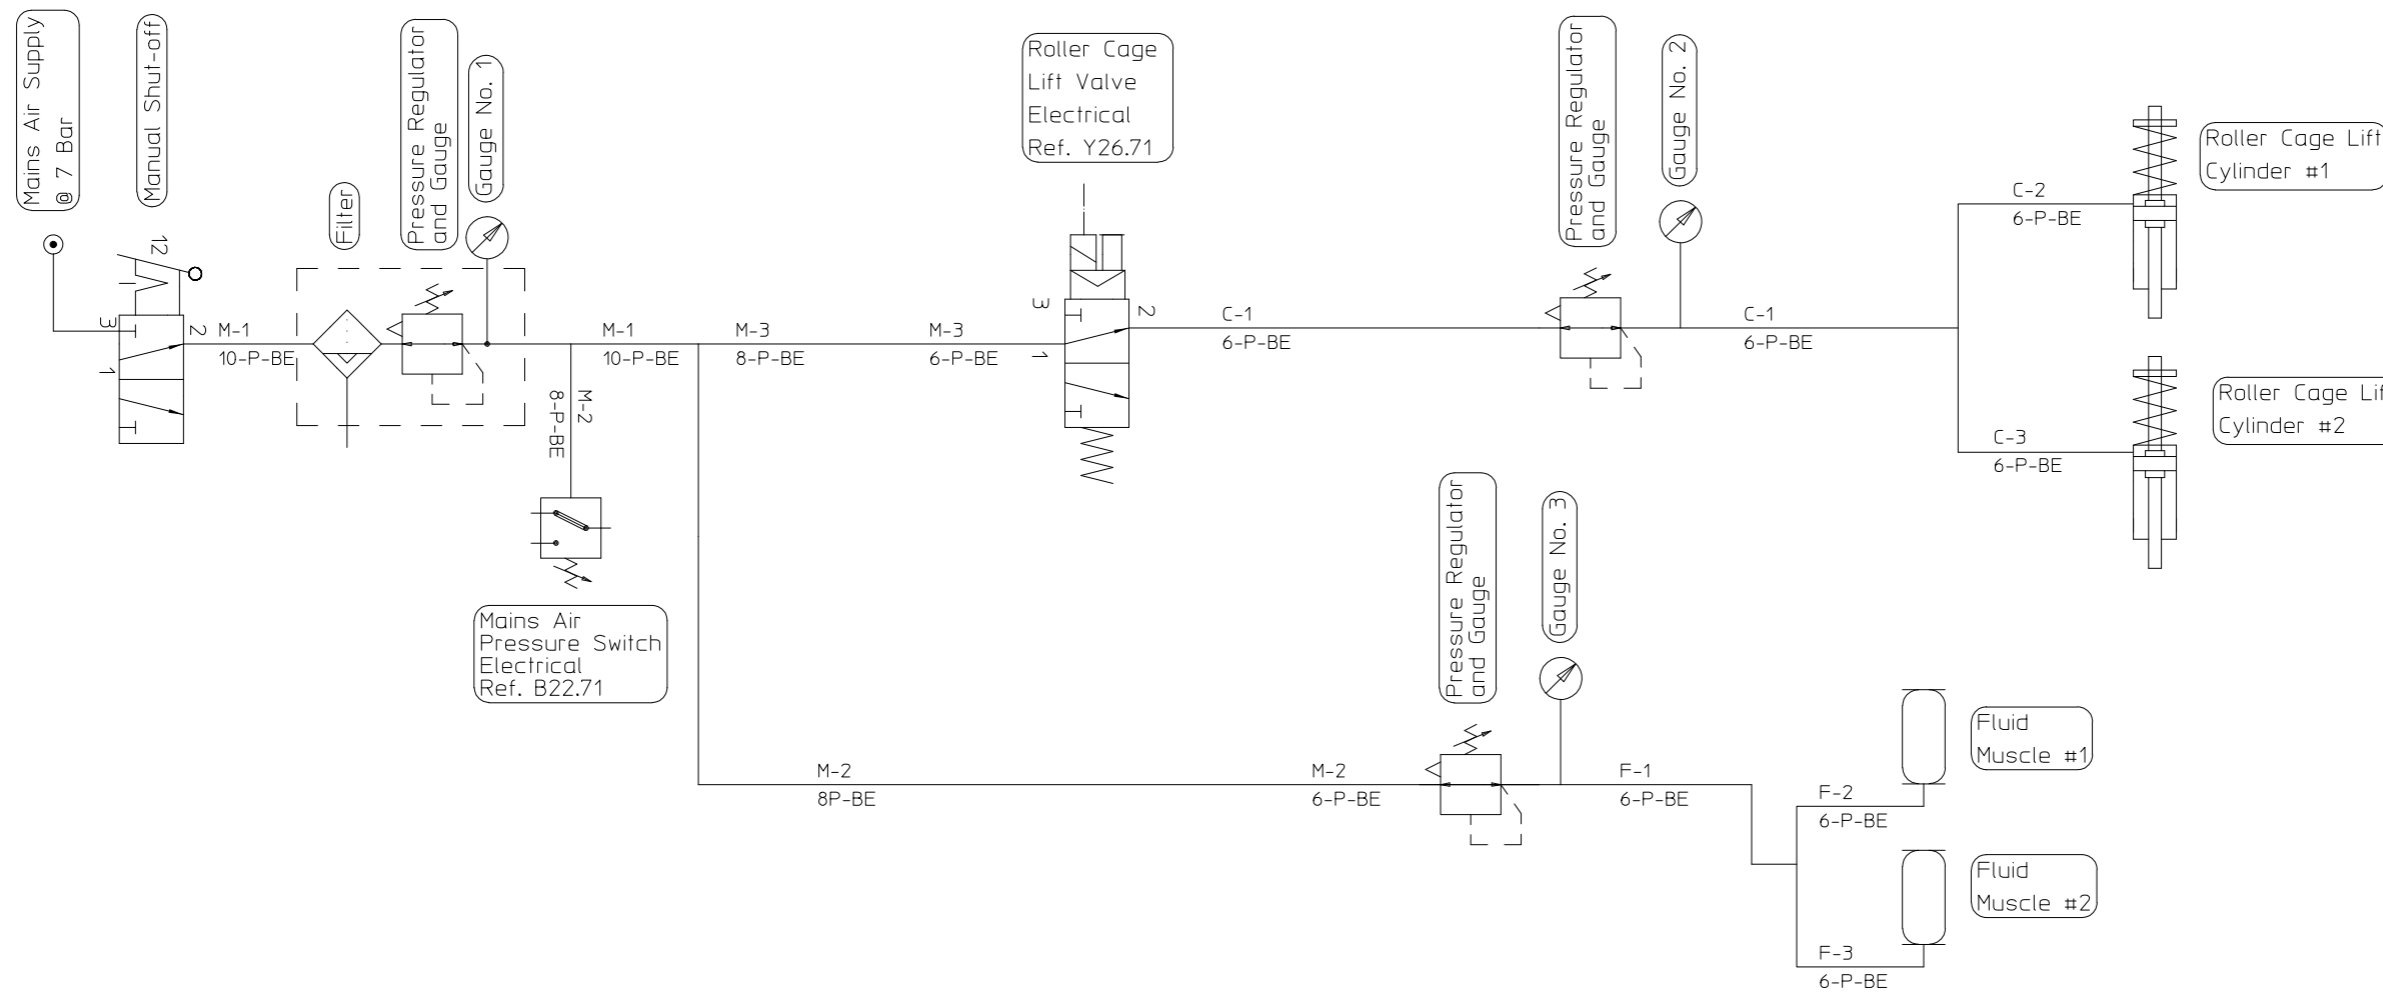 Mains Air Supply
@ 7 Bar
Manual Shut-off
Filter
Pressure Regulator
and Gauge
Gauge No. 1
Roller Cage
Lift Valve
Electrical
Ref. Y26.71
Pressure Regulator
and Gauge
Gauge No. 2
Roller Cage Lift
Cylinder #1
12
3
2
1
M-1
10-P-BE
M-1
10-P-BE
M-3
8-P-BE
M-3
6-P-BE
3
2
1
C-1
6-P-BE
C-1
6-P-BE
C-2
6-P-BE
C-3
6-P-BE
Roller Cage Lif
Cylinder #2
M-2
8-P-BE
Mains Air
Pressure Switch
Electrical
Ref. B22.71
Pressure Regulator
and Gauge
Gauge No. 3
M-2
8P-BE
M-2
6-P-BE
F-1
6-P-BE
F-2
6-P-BE
F-3
6-P-BE
Fluid
Muscle #1
Fluid
Muscle #2